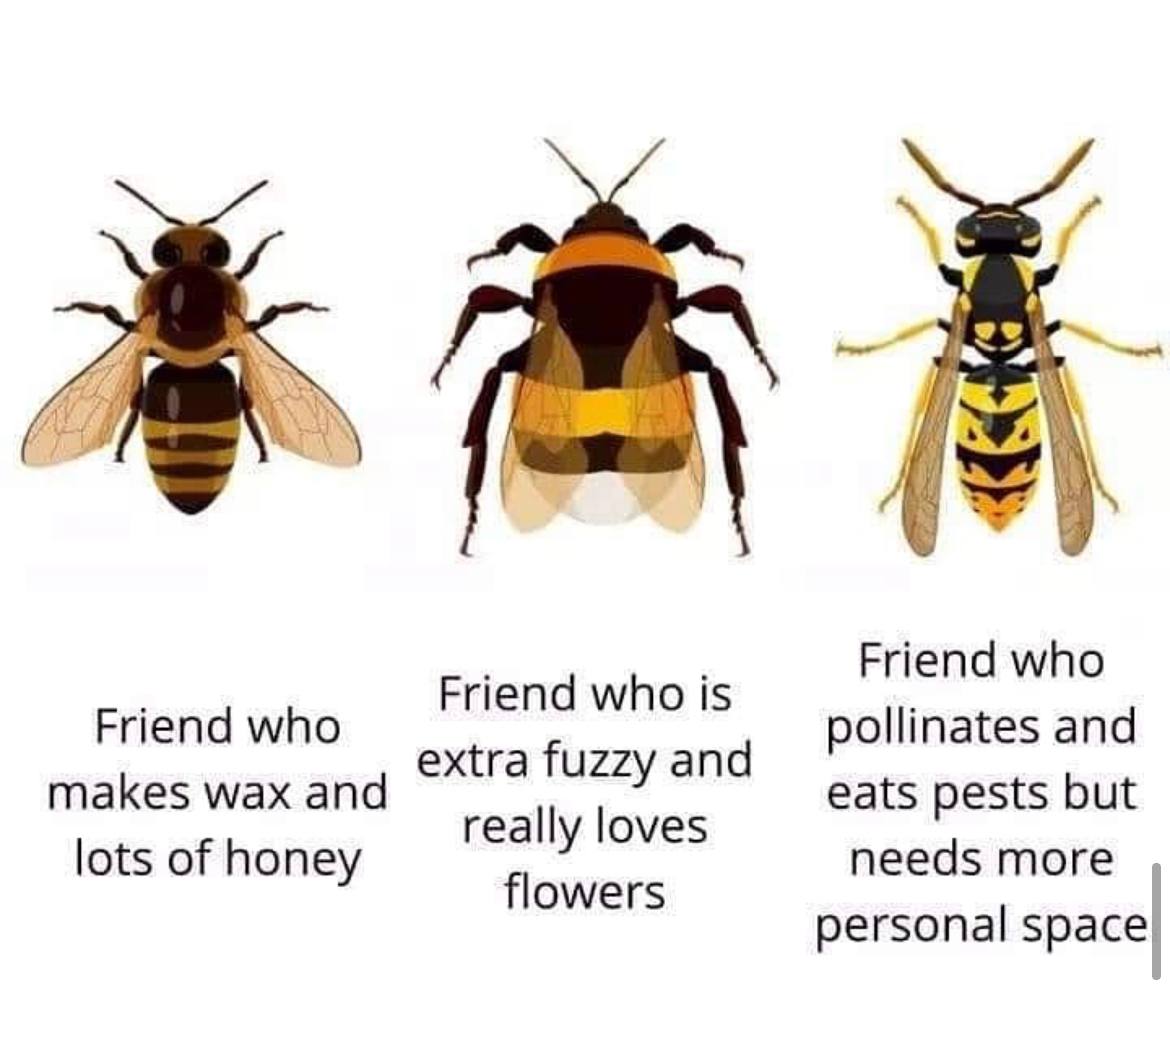 Friend who
makes wax and
lots of honey
Friend who is
extra fuzzy and
really loves
flowers
Friend who
pollinates and
eats pests but
needs more
personal space